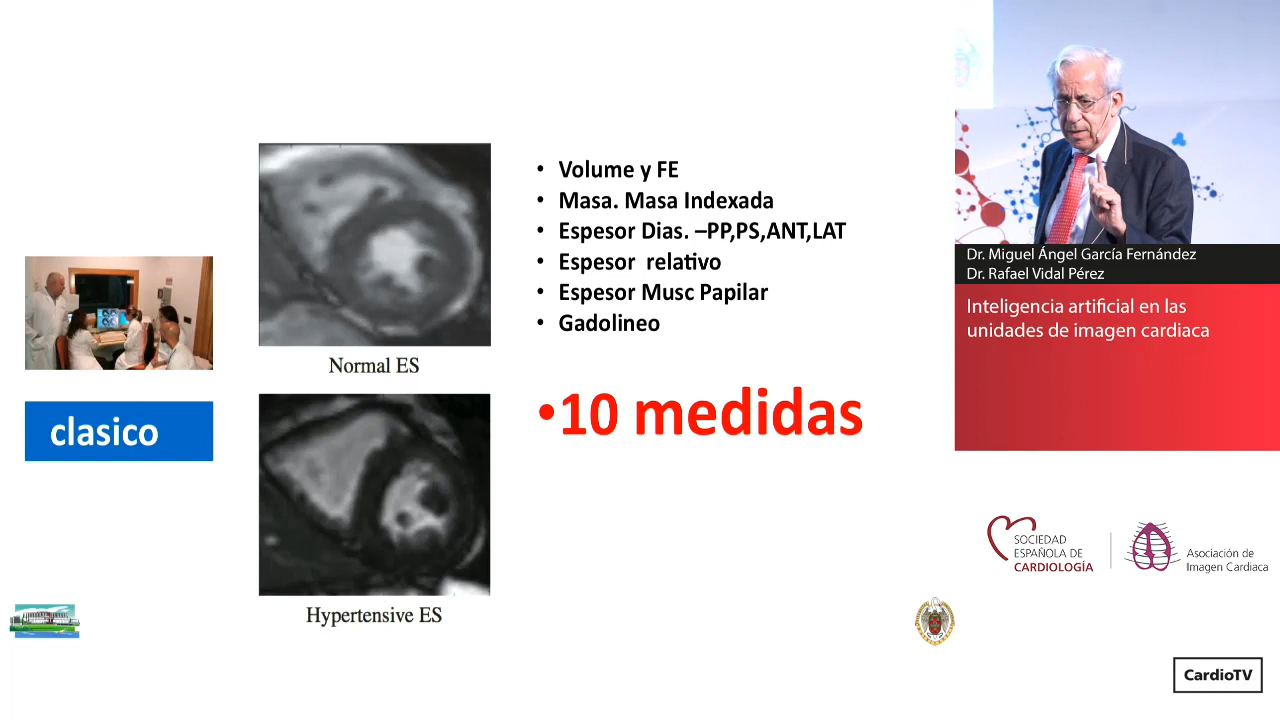 clasico
Normal ES
Hypertensive ES
• Volume y FE
• Masa. Masa Indexada
• Espesor Dias. –PP,PS,ANT,LAT
• Espesor relativo
• Espesor Musc Papilar
• Gadolineo
•10 medidas
Dr. Miguel Ángel García Fernández
Dr. Rafael Vidal Pérez
Inteligencia artificial en las
unidades de imagen cardiaca
SOCIEDAD
ESPAÑOLA DE
CARDIOLOGÍA
Asociación de
Imagen Cardiaca
CardioTV